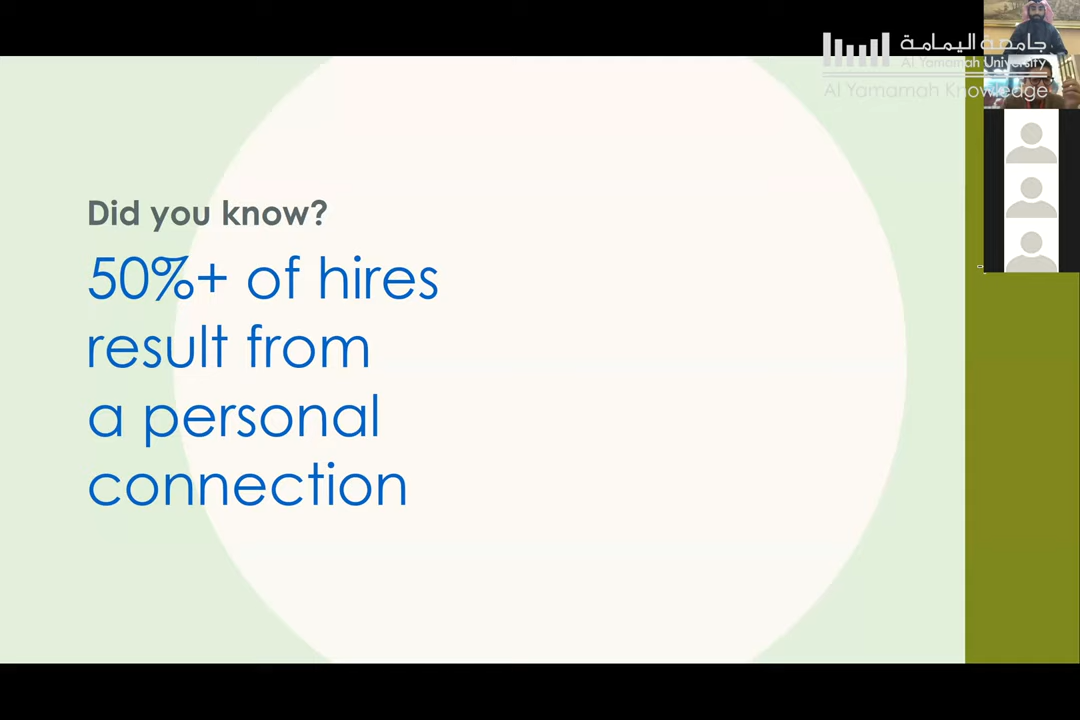 جامعة اليمامة
Al Yamamah University
Al Yamamah Knowledge
Did you know?
50%+ of hires
result from
a personal
connection